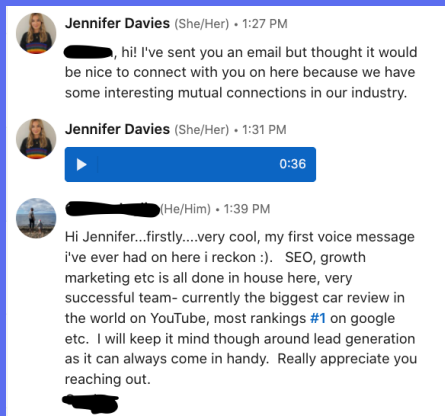 Jennifer Davies (She/Her) • 1:27 PM
, hi! I've sent you an email but thought it would
be nice to connect with you on here because we have
some interesting mutual connections in our industry.
Jennifer Davies (She/Her) • 1:31 PM
0:36
(He/Him) • 1:39 PM
Hi Jennifer...firstly....very cool, my first voice message
i've ever had on here i reckon :). SEO, growth
marketing etc is all done in house here, very
successful team- currently the biggest car review in
the world on YouTube, most rankings #1 on google
etc. I will keep it mind though around lead generation
as it can always come in handy. Really appreciate you
reaching out.